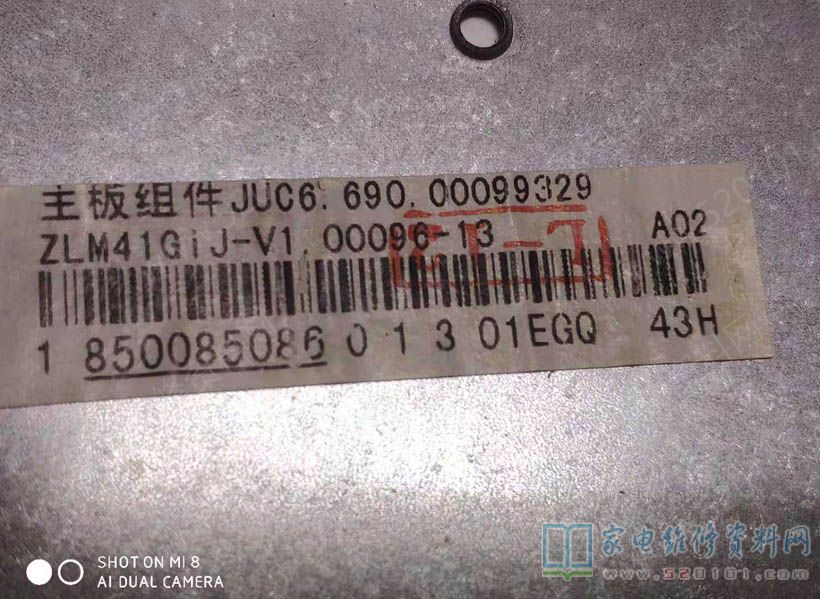 主板组件JUC6.690.00099329
ZLM41GiJ-V1 00096-13 A02
1 850085086 0 1 3 01EGQ 43H
SHOT ON MI 8
AI DUAL CAMERA
家电维修资料网
www.520101.com